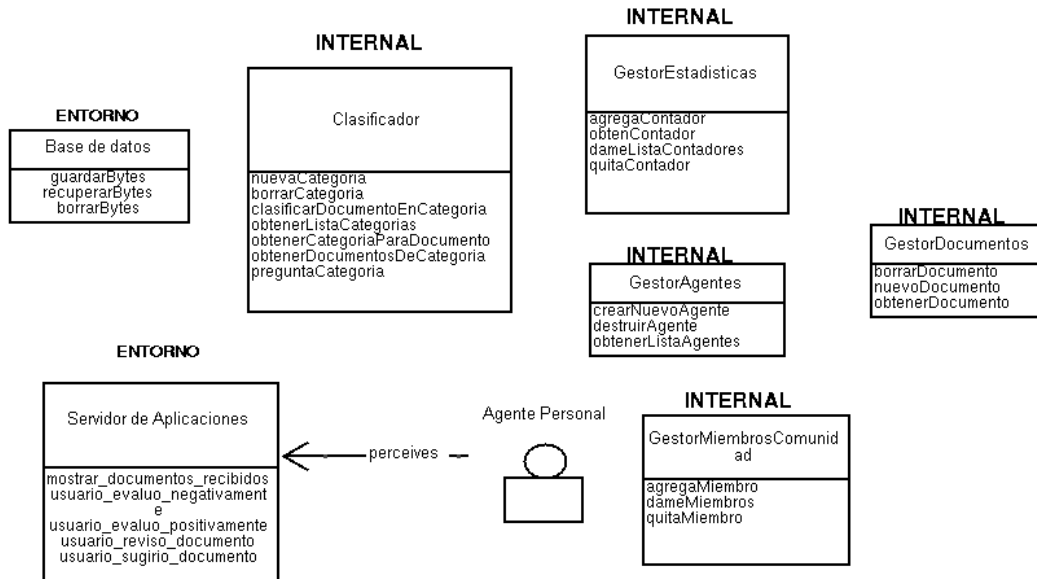 ENTORNO
Base de datos
guardarBytes
recuperarBytes
borrarBytes
INTERNAL
Clasificador
nuevaCategoria
borrarCategoria
clasificarDocumentoEnCategoria
obtenerListaCategorias
obtenerCategoriaParaDocumento
obtenerDocumentosDeCategoria
preguntaCategoria
INTERNAL
GestorEstadisticas
agregaContador
obtenContador
dameListaContadores
quitaContador
INTERNAL
GestorAgentes
crearNuevoAgente
destruirAgente
obtenerListaAgentes
INTERNAL
GestorDocumentos
borrarDocumento
nuevoDocumento
obtenerDocumento
ENTORNO
Servidor de Aplicaciones
mostrar_documentos_recibidos
usuario_evaluo_negativament
e
usuario_evaluo_positivamente
usuario_reviso_documento
usuario_sugirio_documento
perceives
Agente Personal
INTERNAL
GestorMiembrosComunid
ad
agregaMiembro
dameMiembros
quitaMiembro